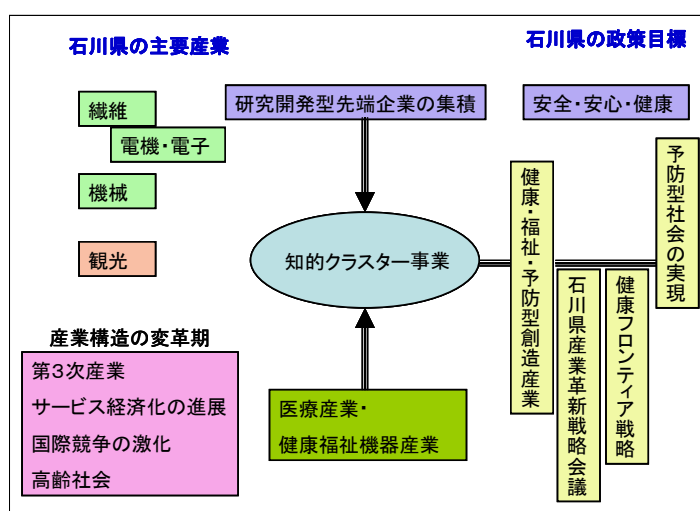 石川県の主要産業
石川県の政策目標
繊維
電機・電子
機械
観光
研究開発型先端企業の集積
安全・安心・健康
知的クラスター事業
健康・福祉・予防型創造産業
石川県産業革新戦略会議
健康フロンティア戦略
予防型社会の実現
産業構造の変革期
第3次産業
サービス経済化の進展
国際競争の激化
高齢社会
医療産業・
健康福祉機器産業